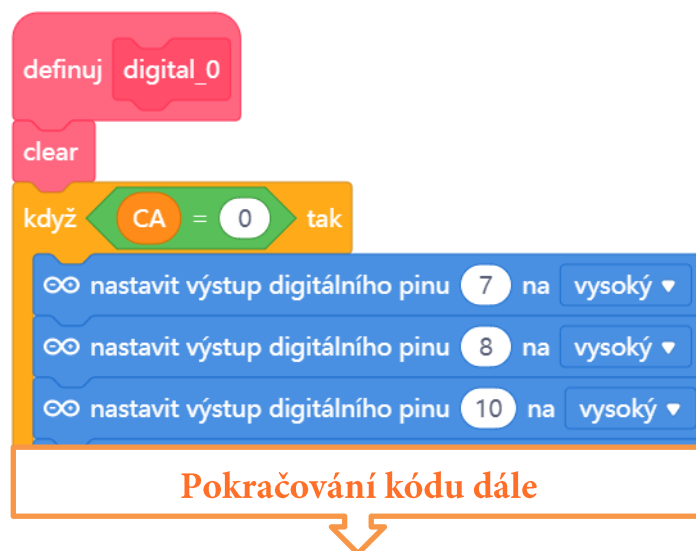 definuj digital_0
clear
když CA = 0 tak
nastavit výstup digitálního pinu 7 na vysoký
nastavit výstup digitálního pinu 8 na vysoký
nastavit výstup digitálního pinu 10 na vysoký
Pokračování kódu dále